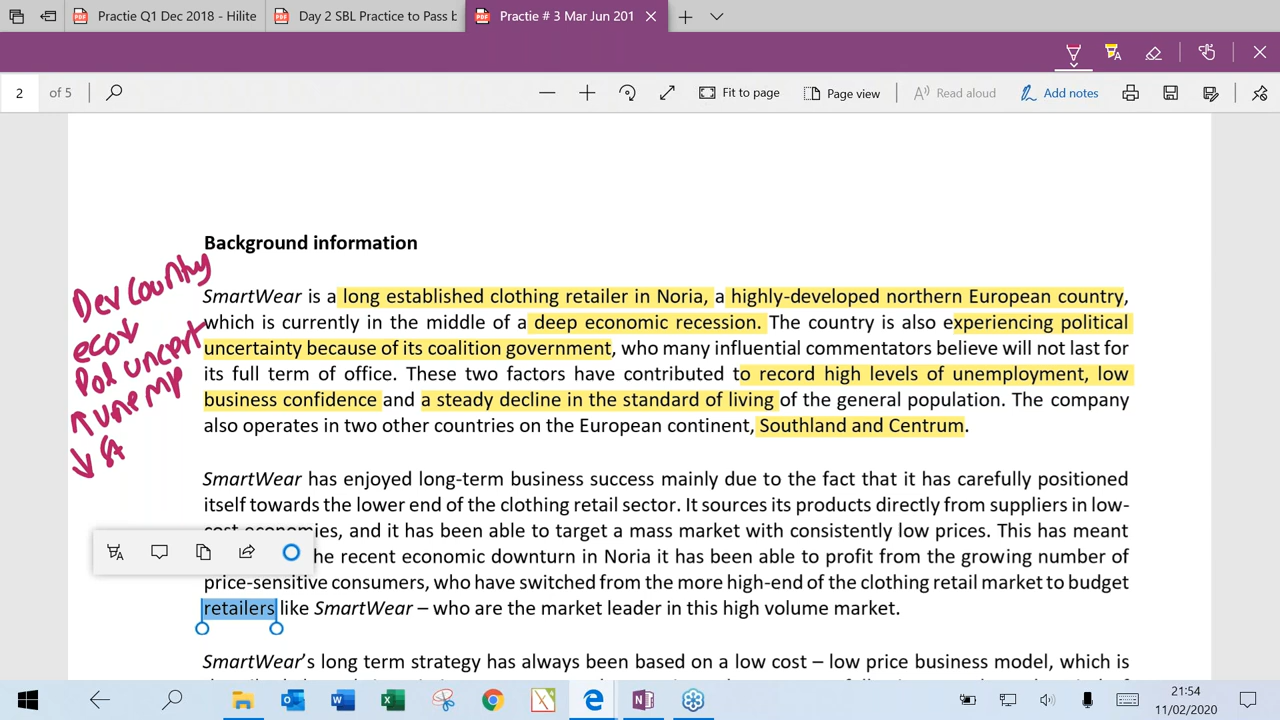 Practie Q1 Dec 2018 - Hilite
Day 2 SBL Practice to Pass b
Practie # 3 Mar Jun 201
2 of 5
Fit to page
Page view
Read aloud
Add notes
Background information
SmartWear is a long established clothing retailer in Noria, a highly-developed northern European country,
which is currently in the middle of a deep economic recession. The country is also experiencing political
uncertainty because of its coalition government, who many influential commentators believe will not last for
its full term of office. These two factors have contributed to record high levels of unemployment, low
business confidence and a steady decline in the standard of living of the general population. The company
also operates in two other countries on the European continent, Southland and Centrum.
Dev County
eco↓
Pol uncert
↑ unemp
↓
SmartWear has enjoyed long-term business success mainly due to the fact that it has carefully positioned
itself towards the lower end of the clothing retail sector. It sources its products directly from suppliers in low-
cost economies, and it has been able to target a mass market with consistently low prices. This has meant
he recent economic downturn in Noria it has been able to profit from the growing number of
price-sensitive consumers, who have switched from the more high-end of the clothing retail market to budget
retailers like SmartWear – who are the market leader in this high volume market.
SmartWear's long term strategy has always been based on a low cost – low price business model, which is
21:54
11/02/2020